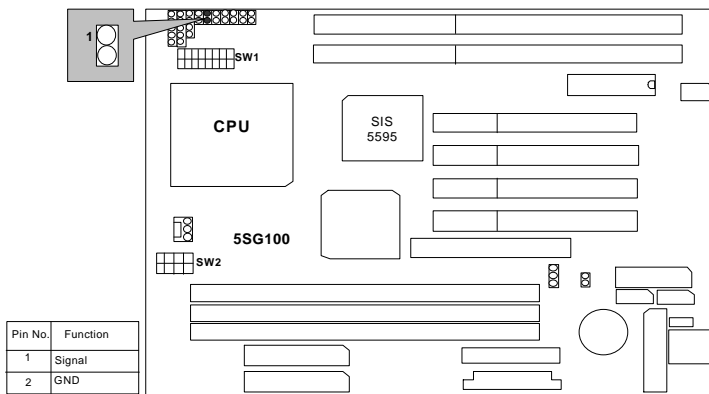 1
SW1
CPU
SIS
5595
5SG100
SW2
Pin No. Function
1 Signal
2 GND